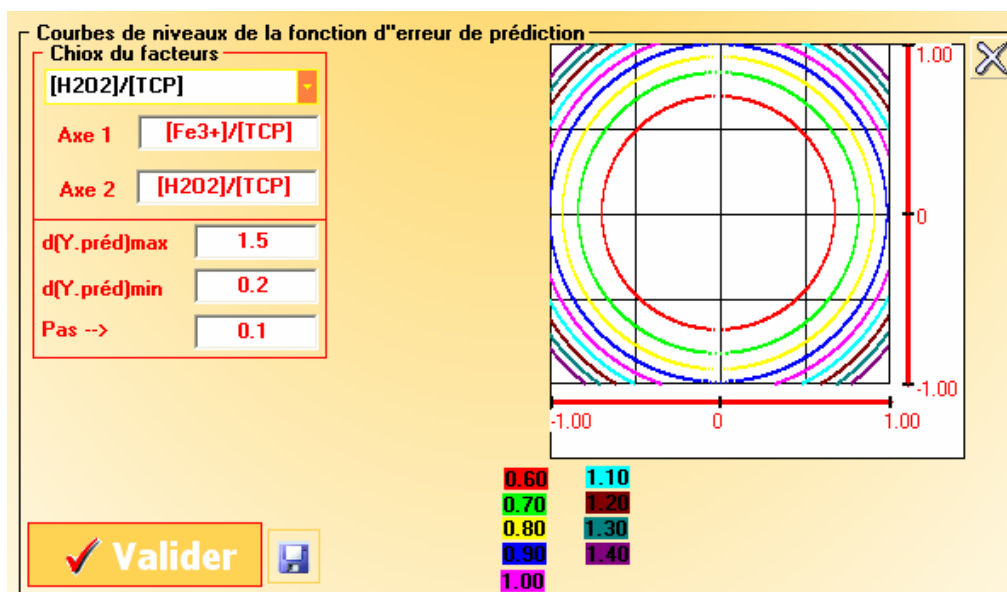 Courbes de niveaux de la fonction d"erreur de prédiction
Chiox du facteurs
[H2O2]/[TCP]
Axe 1 [Fe3+]/[TCP]
Axe 2 [H2O2]/[TCP]
d(Y.préd)max 1.5
d(Y.préd)min 0.2
Pas --> 0.1
1.00
0
-1.00
-1.00 0 1.00
0.60 1.10
0.70 1.20
0.80 1.30
0.90 1.40
1.00
Valider